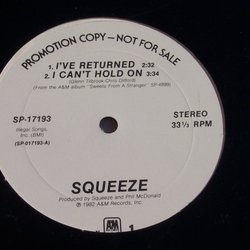 PROMOTION COPY — NOT FOR SALE
1. I'VE RETURNED 2:32
2. I CAN'T HOLD ON 3:34
(Glenn Tilbrook-Chris Difford)
(From the A&M album "Sweets From A Stranger" SP-4899)
SP-17193
STEREO
Illegal Songs,
Inc. (BMI)
33⅓ RPM
(SP-017193-A)
SQUEEZE
Produced by Squeeze and Phil McDonald
℗ 1982 A&M Records, Inc.
A&M
1